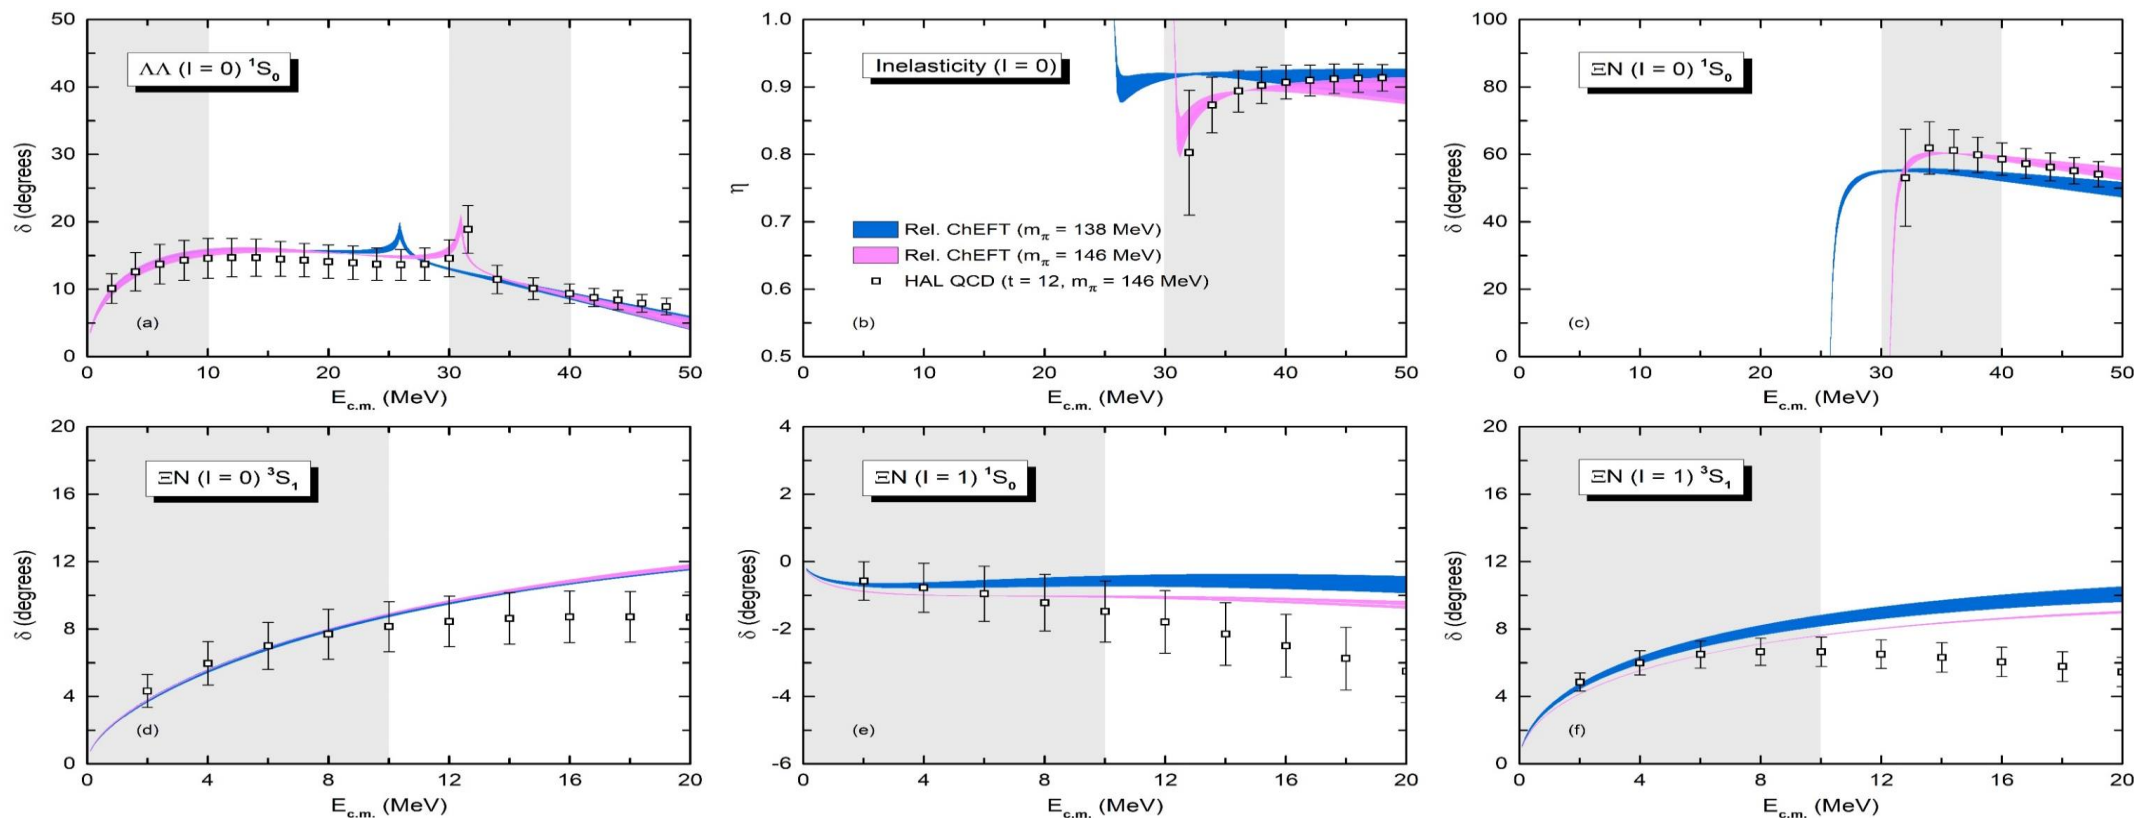 ΛΛ (I = 0) ¹S₀
δ (degrees)
50
40
30
20
10
0
(a)
0 10 20 30 40 50
E_c.m. (MeV)
Inelasticity (I = 0)
η
1.0
0.9
0.8
0.7
0.6
0.5
Rel. ChEFT (m_π = 138 MeV)
Rel. ChEFT (m_π = 146 MeV)
HAL QCD (t = 12, m_π = 146 MeV)
(b)
0 10 20 30 40 50
E_c.m. (MeV)
ΞN (I = 0) ¹S₀
δ (degrees)
100
80
60
40
20
0
(c)
0 10 20 30 40 50
E_c.m. (MeV)
ΞN (I = 0) ³S₁
δ (degrees)
20
16
12
8
4
0
(d)
0 4 8 12 16 20
E_c.m. (MeV)
ΞN (I = 1) ¹S₀
δ (degrees)
4
2
0
-2
-4
-6
(e)
0 4 8 12 16 20
E_c.m. (MeV)
ΞN (I = 1) ³S₁
δ (degrees)
20
16
12
8
4
0
(f)
0 4 8 12 16 20
E_c.m. (MeV)